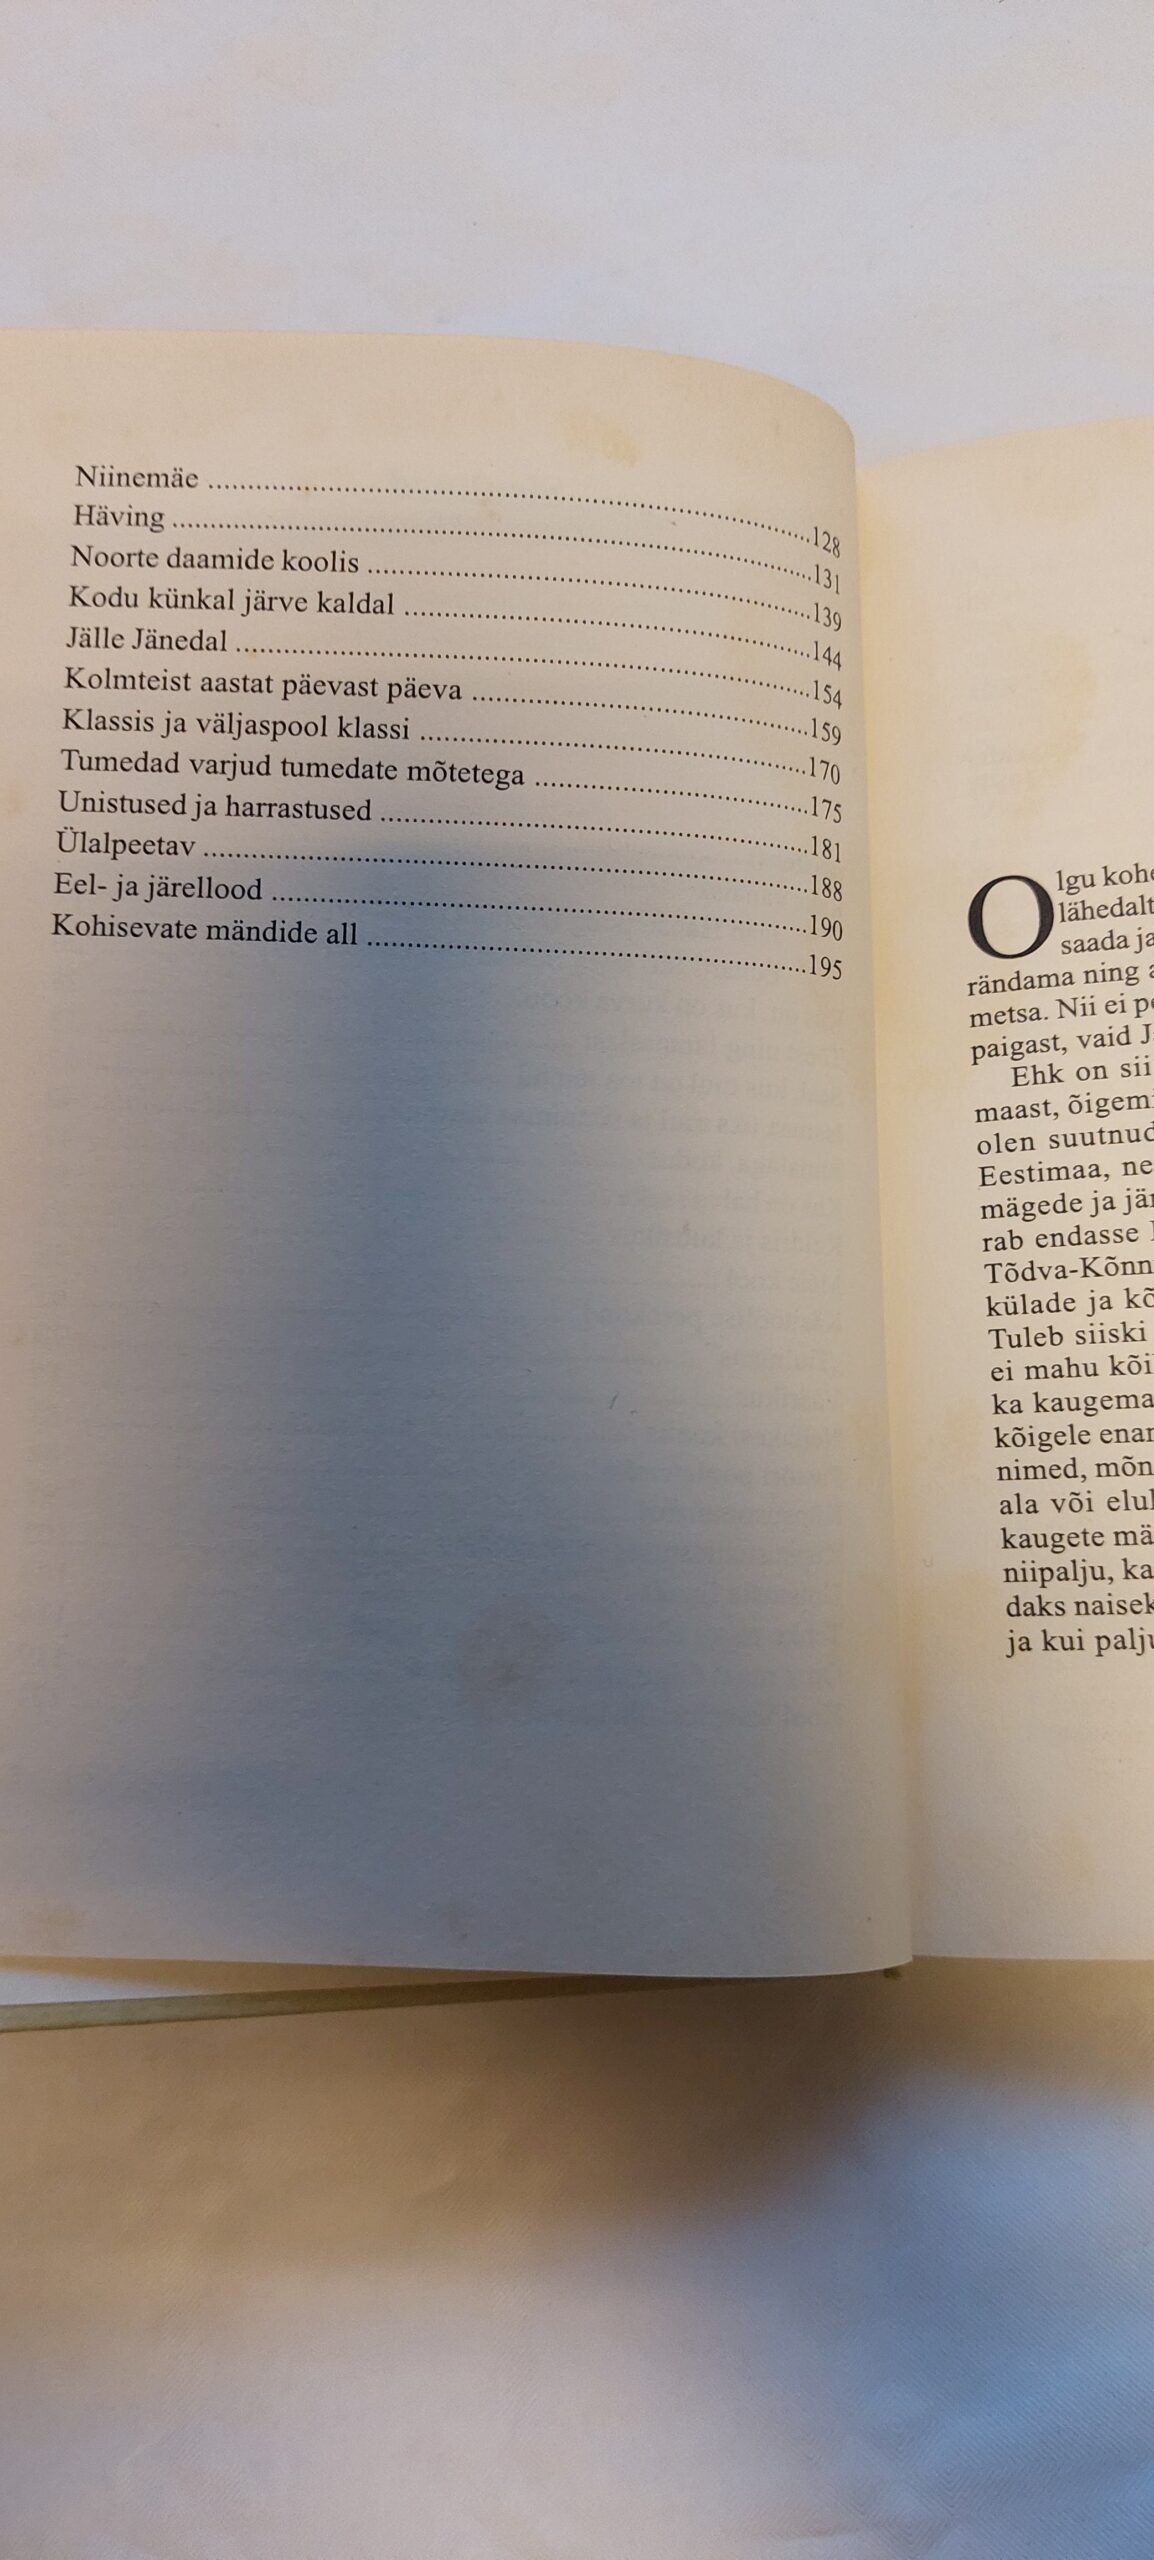 Niinemäe ........128
Häving ........131
Noorte daamide koolis ........139
Kodu künkal järve kaldal ........144
Jälle Jänedal ........154
Kolmteist aastat päevast päeva ........159
Klassis ja väljaspool klassi ........170
Tumedad varjud tumedate mõtetega ........175
Unistused ja harrastused ........181
Ülalpeetav ........188
Eel- ja järellood ........190
Kohisevate mändide all ........195
Olgu kohe
lähedalt
saada ja
rändama ning a
metsa. Nii ei pe
paigast, vaid J
Ehk on sii
maast, õigemi
olen suutnud
Eestimaa, ne
mägede ja jär
rab endasse
Tõdva-Kõnn
külade ja kõ
Tuleb siiski
ei mahu kõi
ka kaugema
kõigele enar
nimed, mõn
ala või elul
kaugete mä
niipalju, ka
daks naisek
ja kui palju